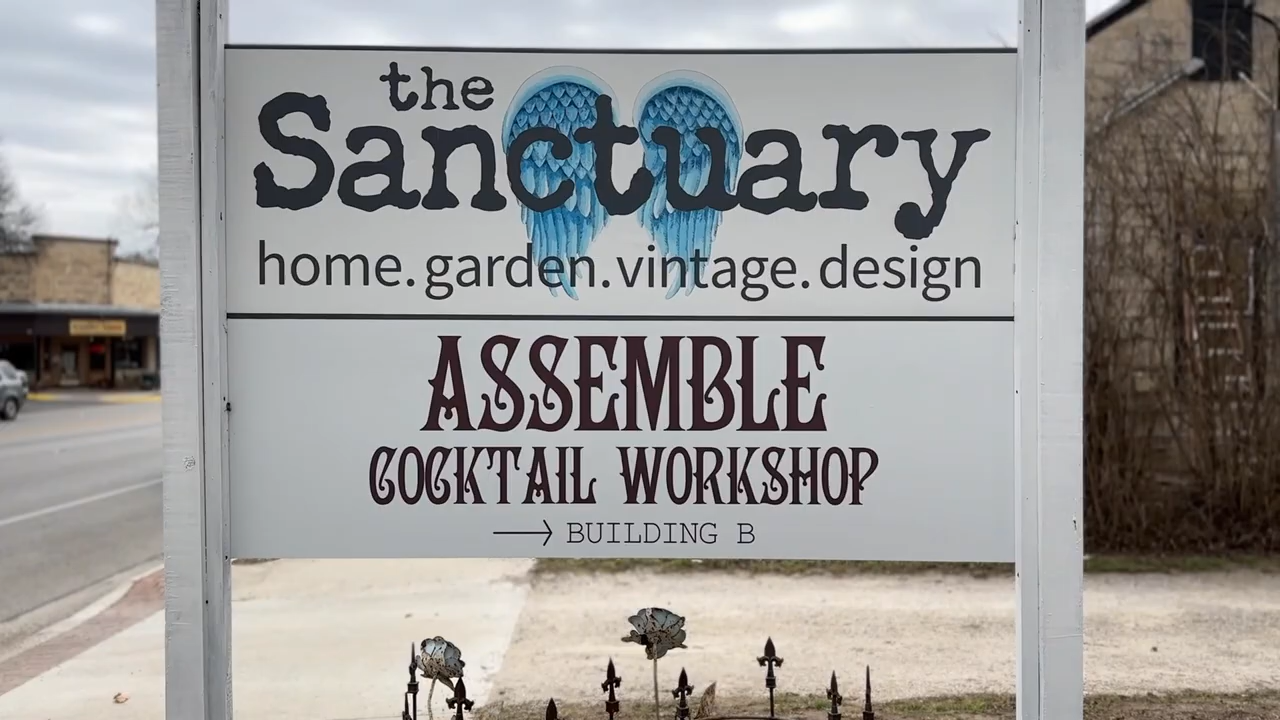 the
Sanctuary
home.garden.vintage.design
ASSEMBLE
COCKTAIL WORKSHOP
BUILDING B